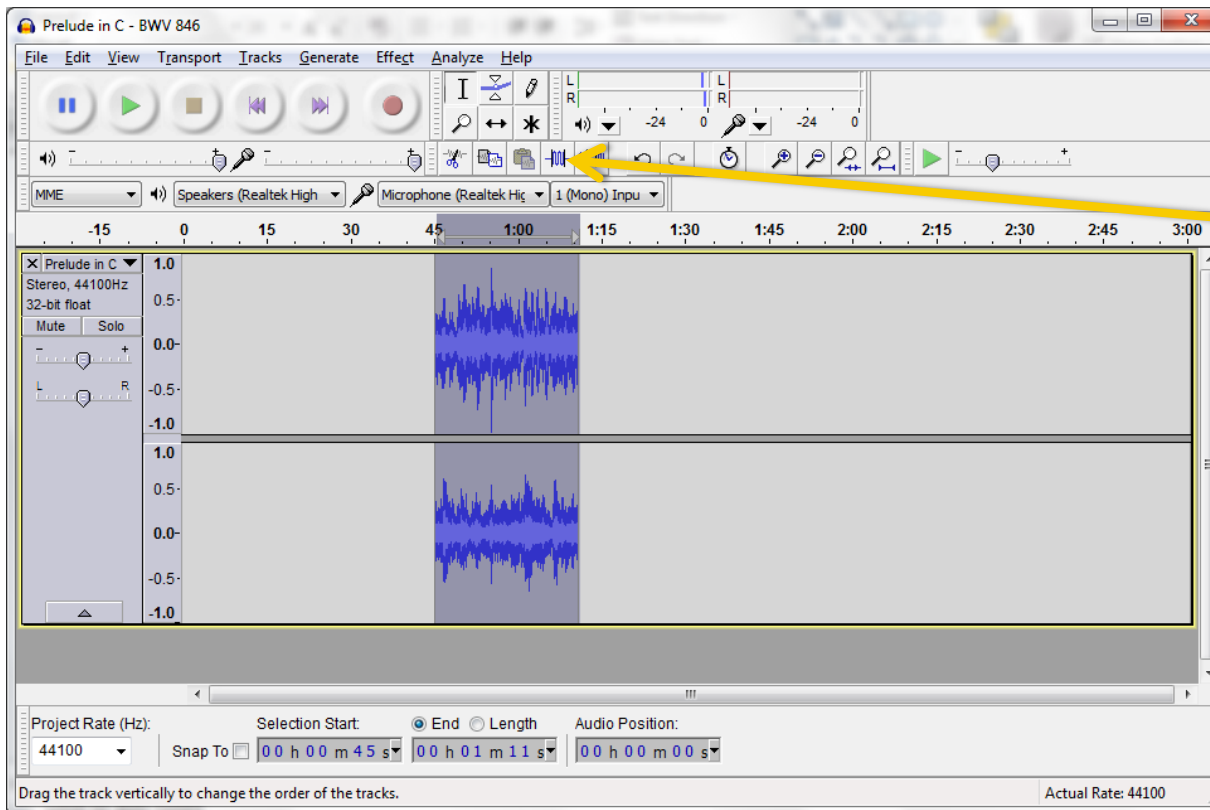 Prelude in C - BWV 846
File Edit View Transport Tracks Generate Effect Analyze Help
L
R
L
R
-24 0
-24 0
- +
- +
- +
MME
Speakers (Realtek High
Microphone (Realtek Hig
1 (Mono) Inpu
-15 0 15 30 45 1:00 1:15 1:30 1:45 2:00 2:15 2:30 2:45 3:00
X Prelude in C
Stereo, 44100Hz
32-bit float
Mute Solo
- +
L R
1.0
0.5
0.0
-0.5
-1.0
1.0
0.5
0.0
-0.5
-1.0
Project Rate (Hz): Selection Start: End Length Audio Position:
44100 Snap To 00 h 00 m 45 s 00 h 01 m 11 s 00 h 00 m 00 s
Drag the track vertically to change the order of the tracks. Actual Rate: 44100